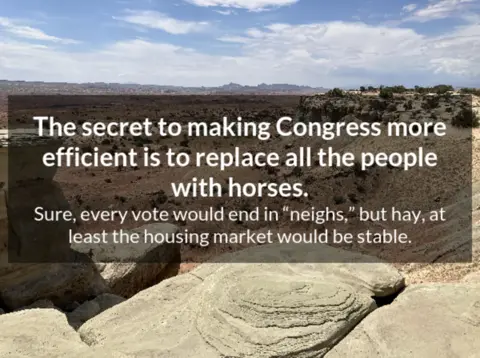 The secret to making Congress more
efficient is to replace all the people
with horses.
Sure, every vote would end in “neighs,” but hay, at
least the housing market would be stable.